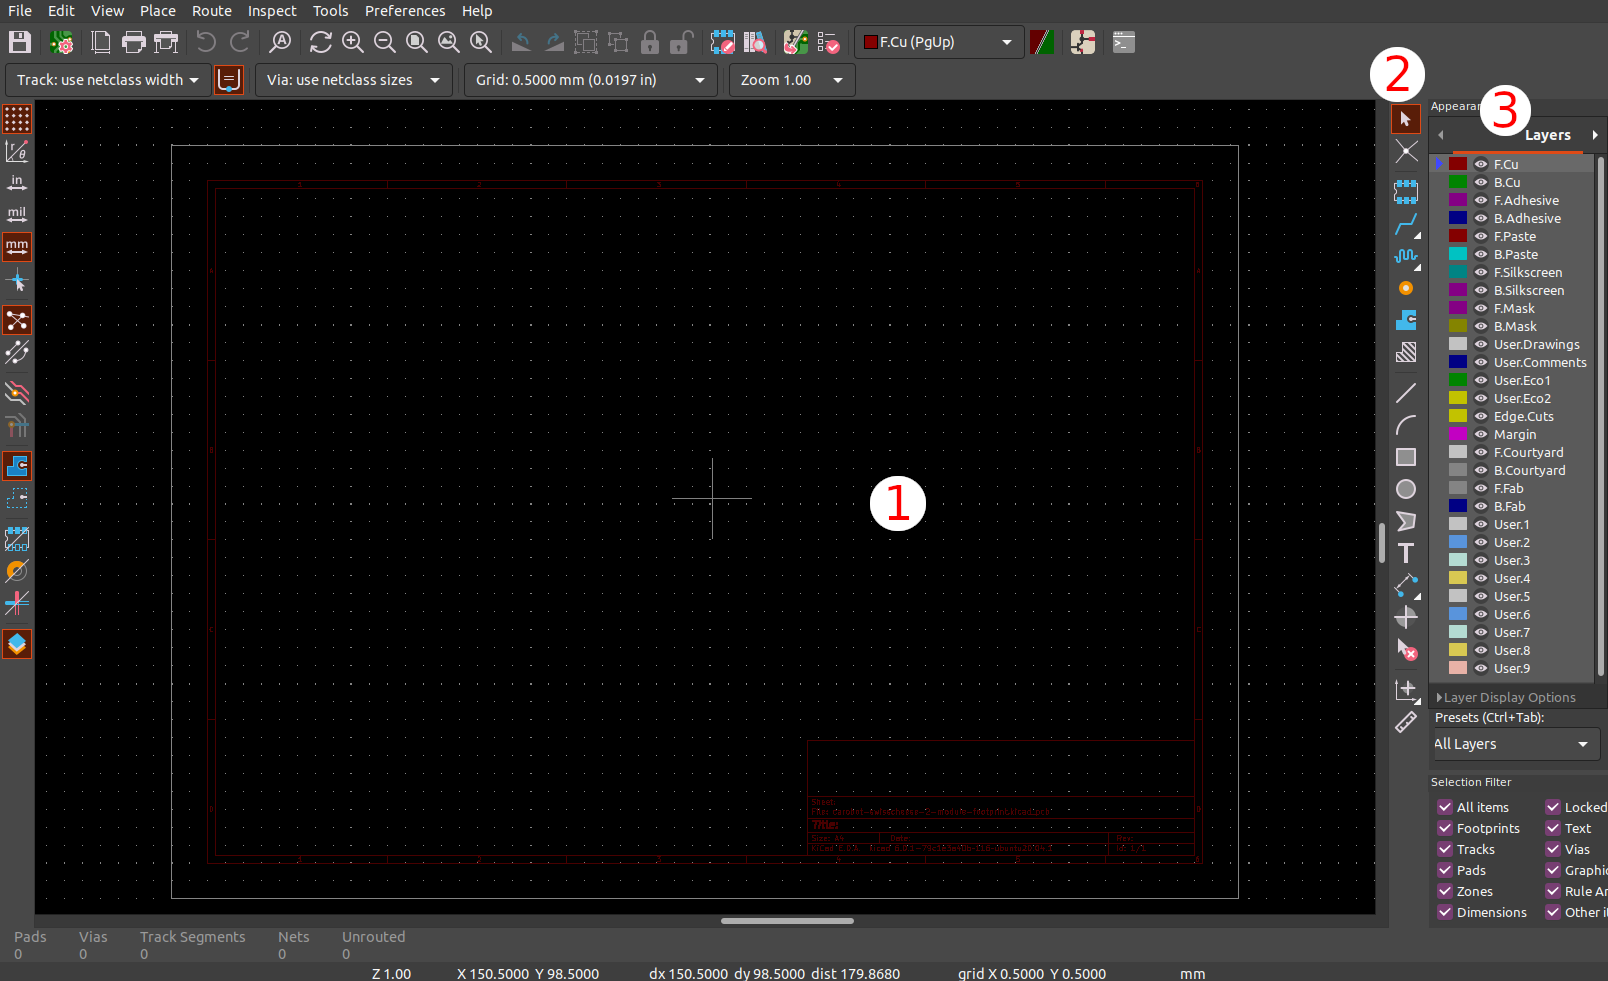 File Edit View Place Route Inspect Tools Preferences Help
F.Cu (PgUp)
Track: use netclass width
Via: use netclass sizes
Grid: 0.5000 mm (0.0197 in)
Zoom 1.00
in
mil
mm
1
2
3
Layers
F.Cu
B.Cu
F.Adhesive
B.Adhesive
F.Paste
B.Paste
F.Silkscreen
B.Silkscreen
F.Mask
B.Mask
User.Drawings
User.Comments
User.Eco1
User.Eco2
Edge.Cuts
Margin
F.Courtyard
B.Courtyard
F.Fab
B.Fab
User.1
User.2
User.3
User.4
User.5
User.6
User.7
User.8
User.9
Layer Display Options
Presets (Ctrl+Tab):
All Layers
Selection Filter
All items Locked
Footprints Text
Tracks Vias
Pads Graphic
Zones Rule Ar
Dimensions Other it
Sheet:
Title:
Size: A4 Date: Rev:
Pads Vias Track Segments Nets Unrouted
0 0 0 0 0
Z 1.00 X 150.5000 Y 98.5000 dx 150.5000 dy 98.5000 dist 179.8680 grid X 0.5000 Y 0.5000 mm